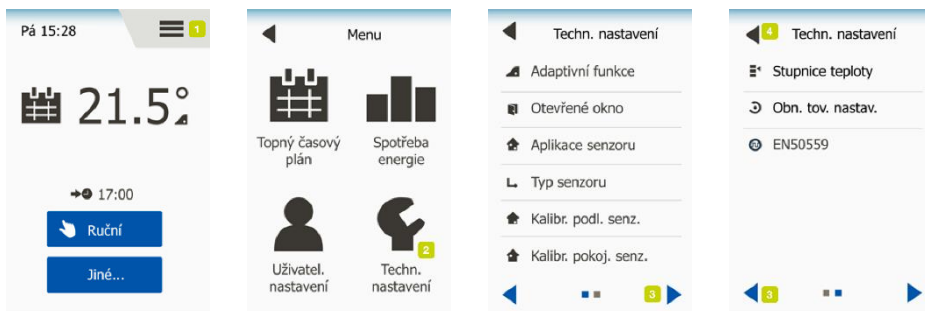 Pá 15:28
1
21.5°
17:00
Ruční
Jiné...
Menu
Topný časový
plán
Spotřeba
energie
2
Uživatel.
nastavení
Techn.
nastavení
Techn. nastavení
Adaptivní funkce
Otevřené okno
Aplikace senzoru
Typ senzoru
Kalibr. podl. senz.
Kalibr. pokoj. senz.
3
4
Techn. nastavení
Stupnice teploty
Obn. tov. nastav.
EN50559
3